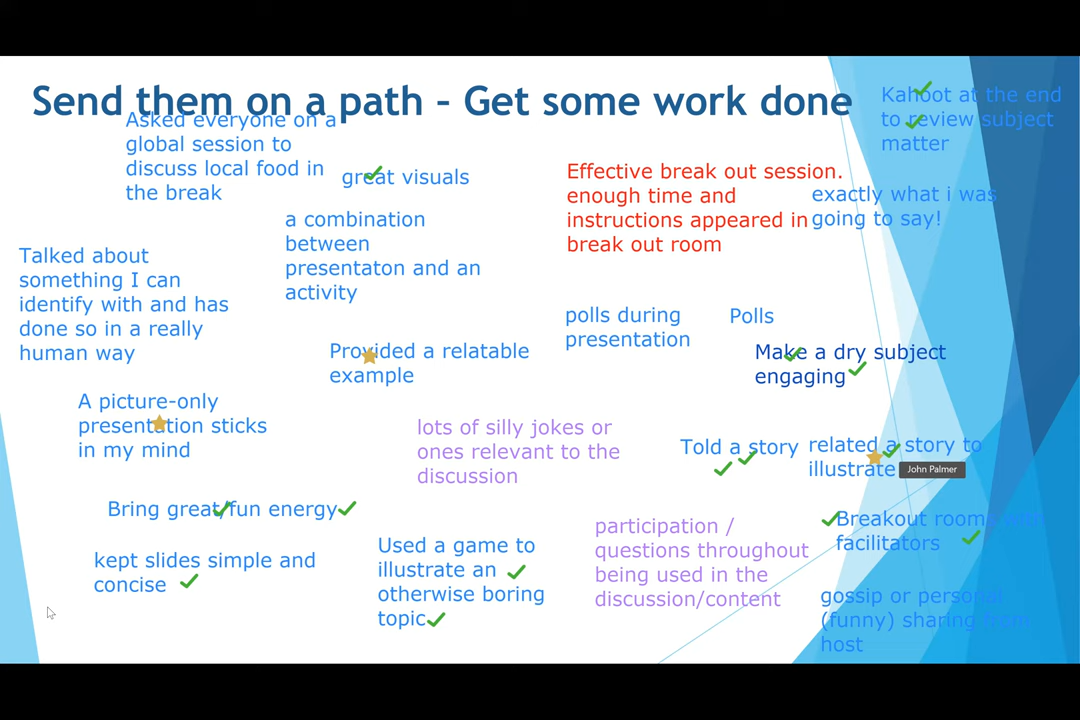 Send them on a path – Get some work done
Asked everyone on a
global session to
discuss local food in
the break
great visuals
Effective break out session.
enough time and
instructions appeared in
break out room
Kahoot at the end
to review subject
matter
exactly what i was
going to say!
a combination
between
presentaton and an
activity
Talked about
something I can
identify with and has
done so in a really
human way
polls during
presentation
Polls
Make a dry subject
engaging
Provided a relatable
example
A picture-only
presentation sticks
in my mind
lots of silly jokes or
ones relevant to the
discussion
Told a story
related a story to
illustrate
John Palmer
Bring great/fun energy
kept slides simple and
concise
Used a game to
illustrate an
otherwise boring
topic
participation /
questions throughout
being used in the
discussion/content
Breakout rooms
facilitators
gossip or personal
(funny) sharing from
host